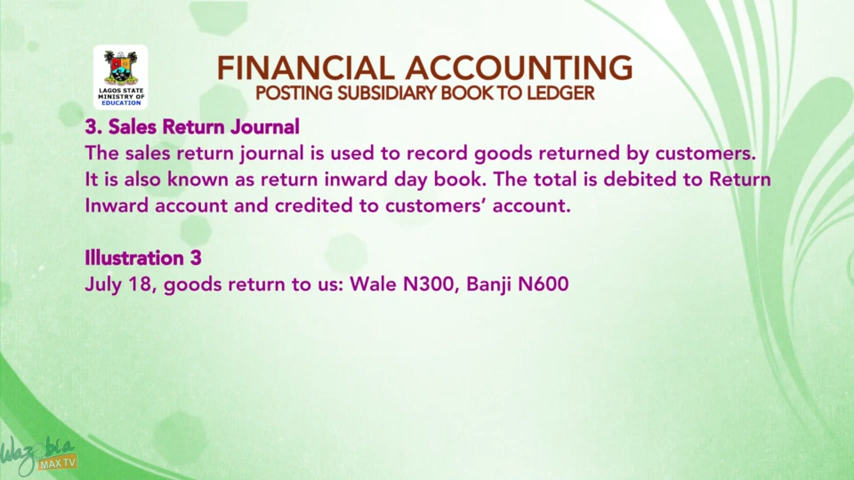 LAGOS STATE
MINISTRY OF
EDUCATION
FINANCIAL ACCOUNTING
POSTING SUBSIDIARY BOOK TO LEDGER
3. Sales Return Journal
The sales return journal is used to record goods returned by customers.
It is also known as return inward day book. The total is debited to Return
Inward account and credited to customers’ account.
Illustration 3
July 18, goods return to us: Wale N300, Banji N600
Wazobia
MAX TV